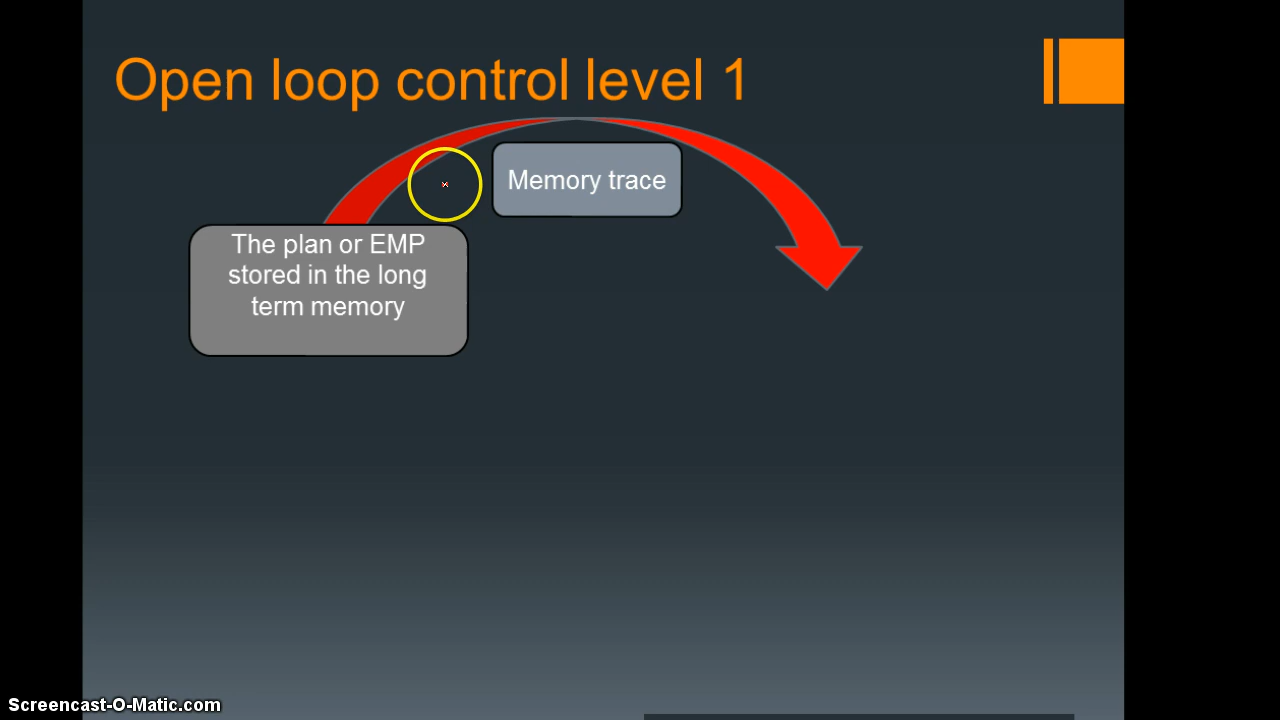 Open loop control level 1
Memory trace
The plan or EMP
stored in the long
term memory
Screencast-O-Matic.com